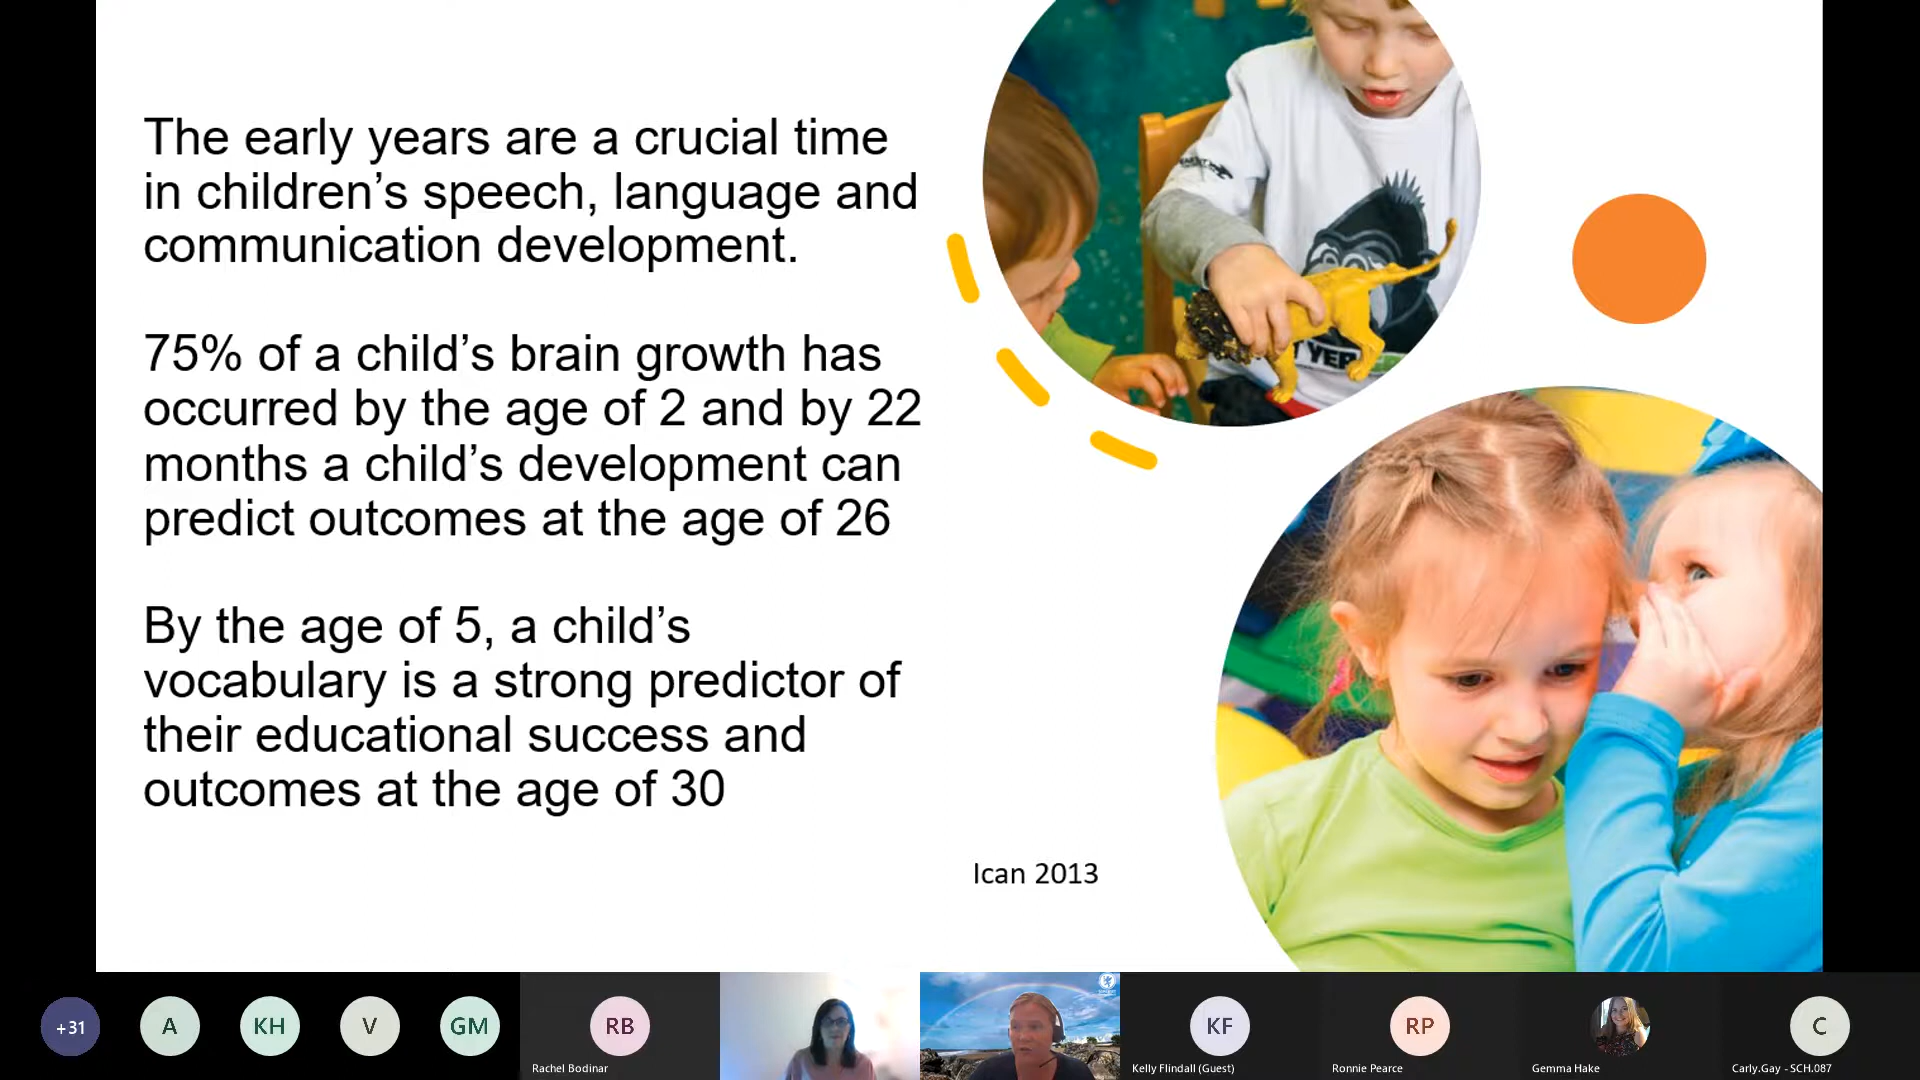 The early years are a crucial time
in children’s speech, language and
communication development.
75% of a child’s brain growth has
occurred by the age of 2 and by 22
months a child’s development can
predict outcomes at the age of 26
By the age of 5, a child’s
vocabulary is a strong predictor of
their educational success and
outcomes at the age of 30
Ican 2013
YER
+31
A
KH
V
GM
RB
Rachel Bodinar
KF
Kelly Flindall (Guest)
RP
Ronnie Pearce
Gemma Hake
C
Carly.Gay - SCH.087